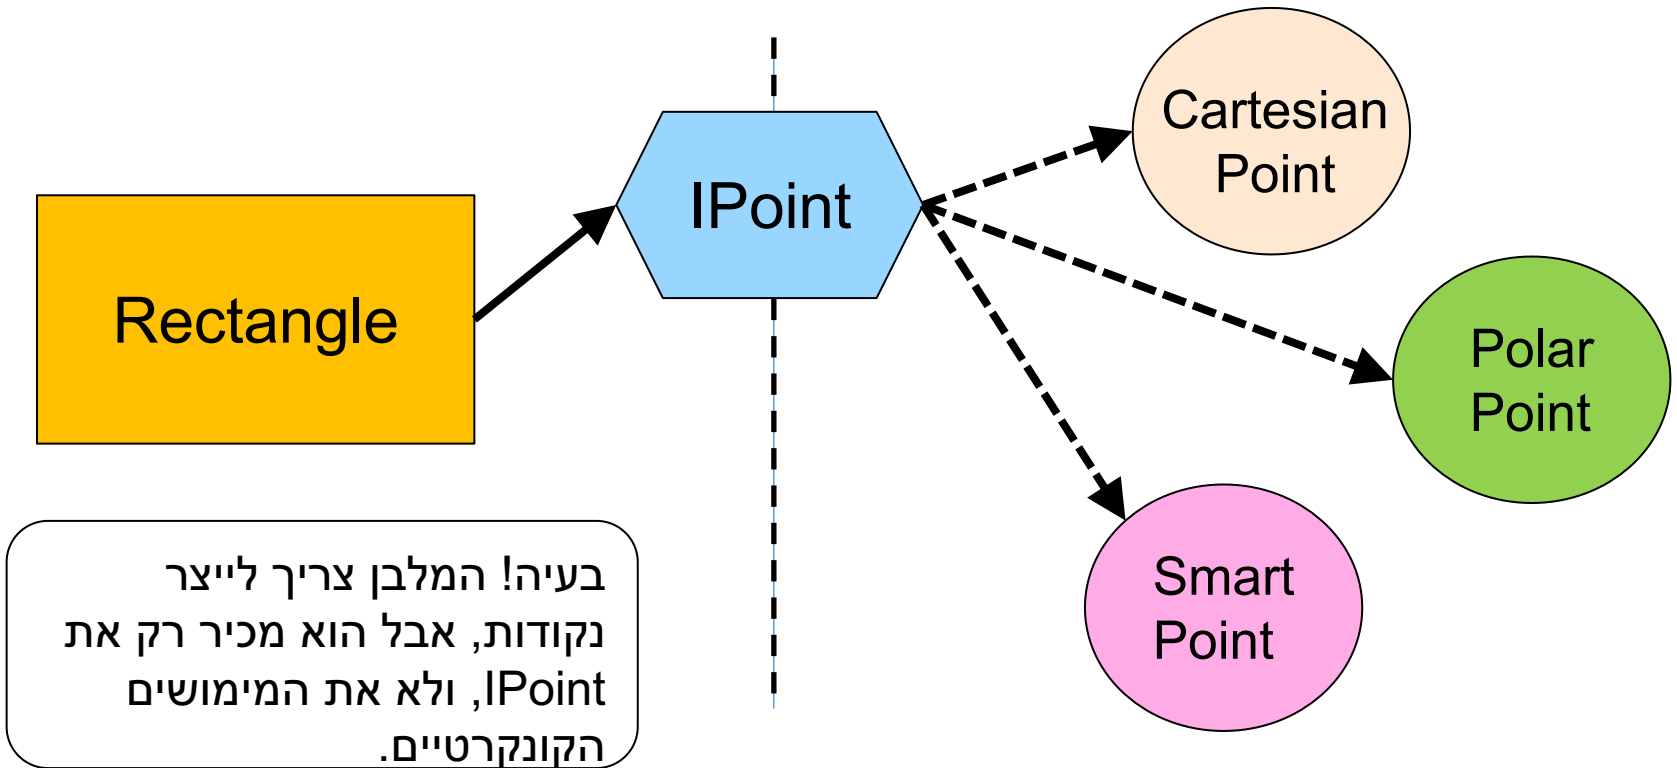 Cartesian
Point
IPoint
Rectangle
Polar
Point
Smart
Point
בעיה! המלבן צריך לייצר
נקודות, אבל הוא מכיר רק את
IPoint, ולא את המימושים
הקונקרטיים.